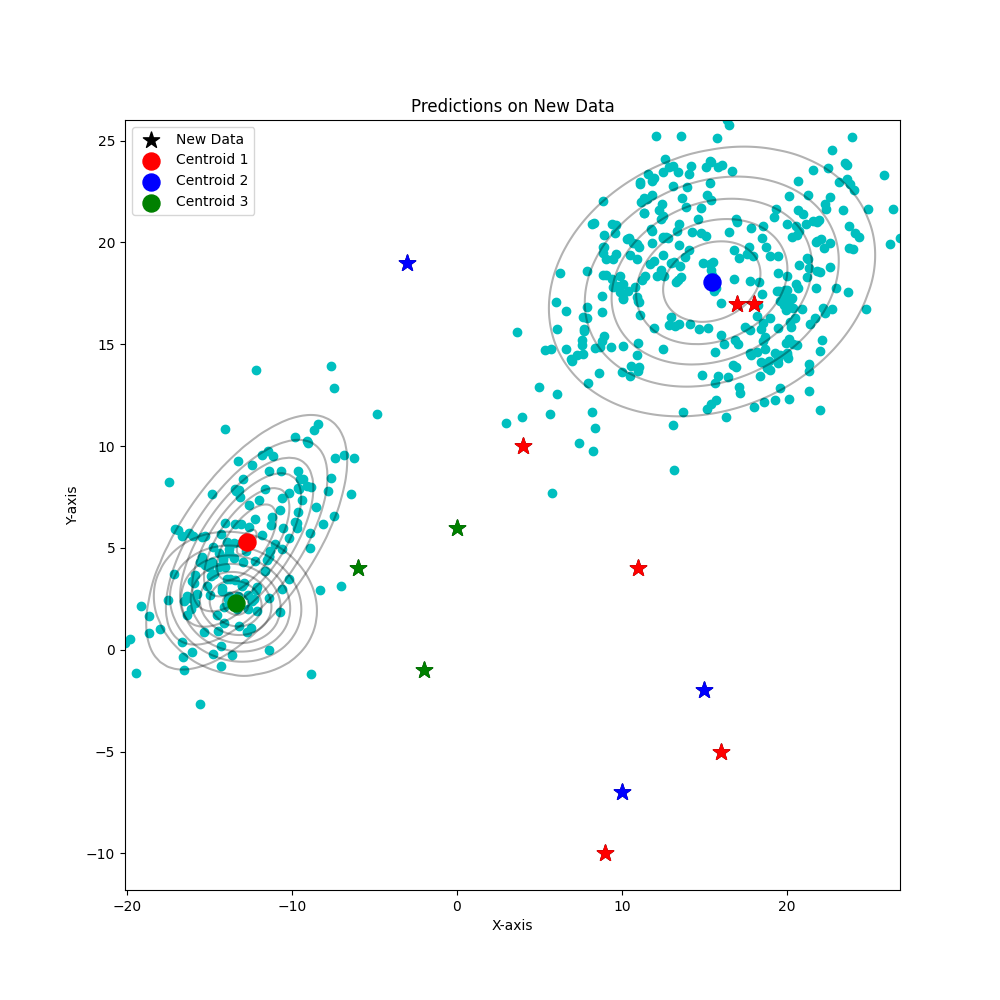 Predictions on New Data
New Data
Centroid 1
Centroid 2
Centroid 3
25
20
15
10
5
0
−5
−10
Y-axis
−20
−10
0
10
20
X-axis